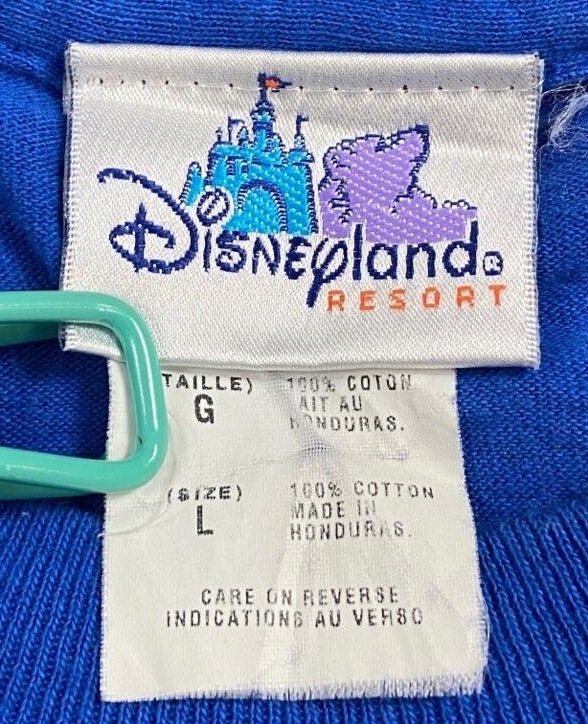 Disneyland®
RESORT
(TAILLE) 100% COTON
G FAIT AU
HONDURAS.
(SIZE) 100% COTTON
L MADE IN
HONDURAS.
CARE ON REVERSE
INDICATIONS AU VERSO